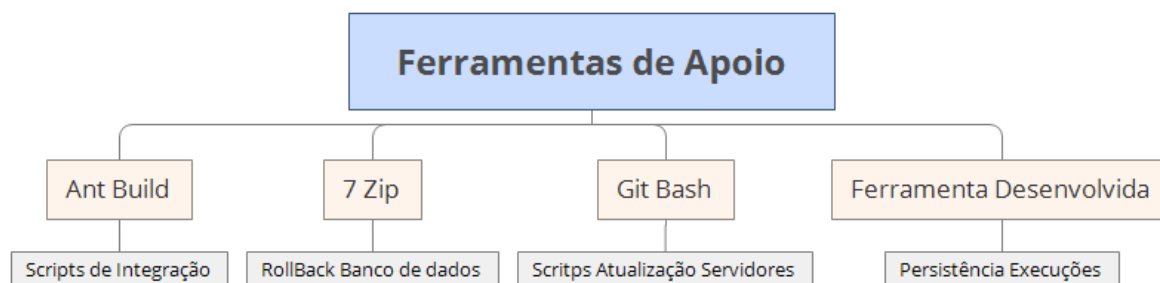 Ferramentas de Apoio
Ant Build
7 Zip
Git Bash
Ferramenta Desenvolvida
Scripts de Integração
RollBack Banco de dados
Scritps Atualização Servidores
Persistência Execuções